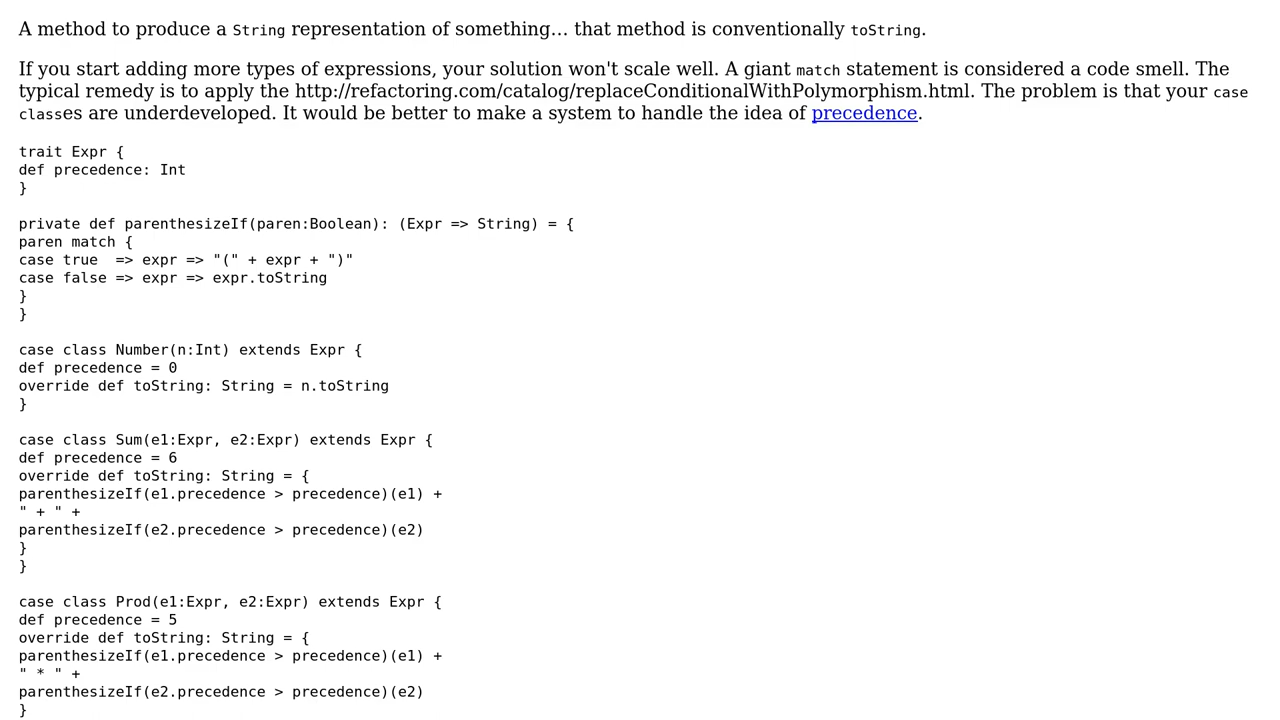 A method to produce a String representation of something... that method is conventionally toString.
If you start adding more types of expressions, your solution won't scale well. A giant match statement is considered a code smell. The
typical remedy is to apply the http://refactoring.com/catalog/replaceConditionalWithPolymorphism.html. The problem is that your case
classes are underdeveloped. It would be better to make a system to handle the idea of precedence.
trait Expr {
def precedence: Int
}
private def parenthesizeIf(paren:Boolean): (Expr => String) = {
paren match {
case true  => expr => "(" + expr + ")"
case false => expr => expr.toString
}
}
case class Number(n:Int) extends Expr {
def precedence = 0
override def toString: String = n.toString
}
case class Sum(e1:Expr, e2:Expr) extends Expr {
def precedence = 6
override def toString: String = {
parenthesizeIf(e1.precedence > precedence)(e1) +
" + " +
parenthesizeIf(e2.precedence > precedence)(e2)
}
}
case class Prod(e1:Expr, e2:Expr) extends Expr {
def precedence = 5
override def toString: String = {
parenthesizeIf(e1.precedence > precedence)(e1) +
" * " +
parenthesizeIf(e2.precedence > precedence)(e2)
}